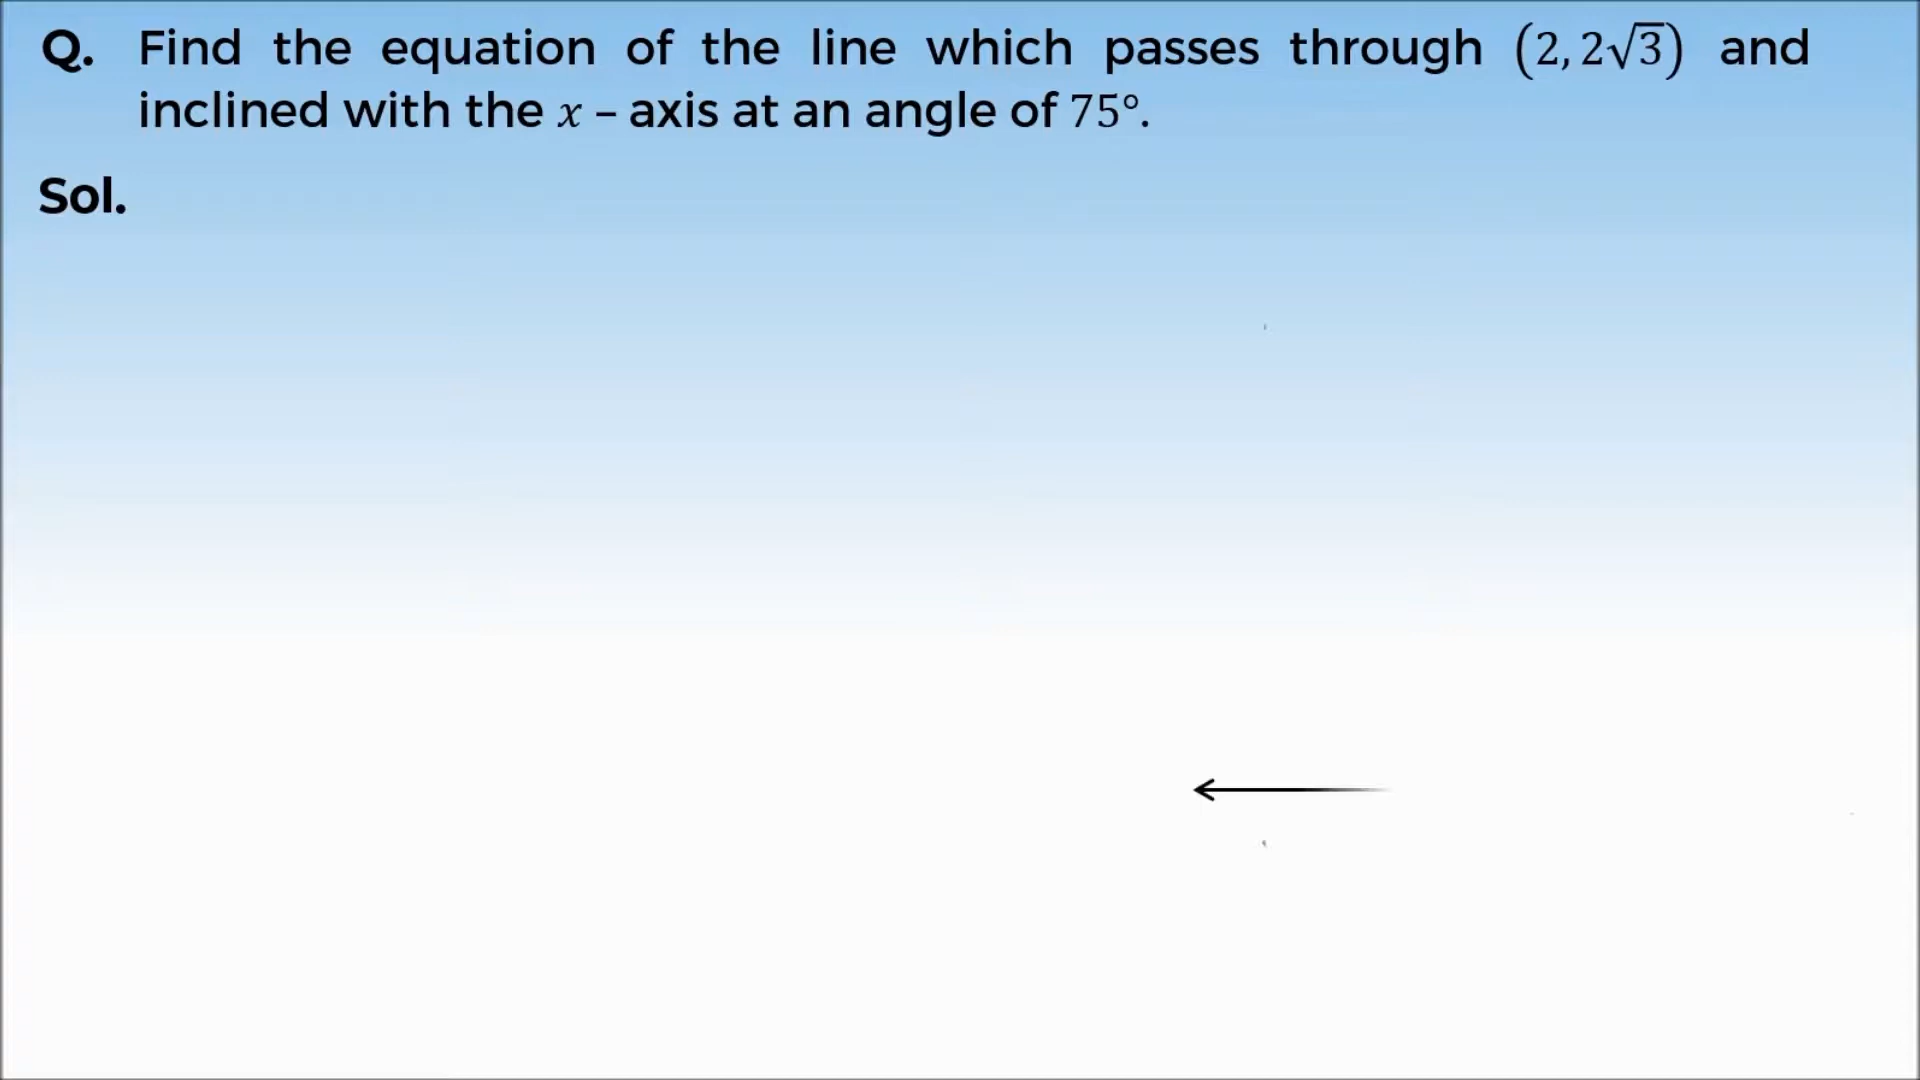 Q. Find the equation of the line which passes through (2, 2√3) and
inclined with the x – axis at an angle of 75°.
Sol.